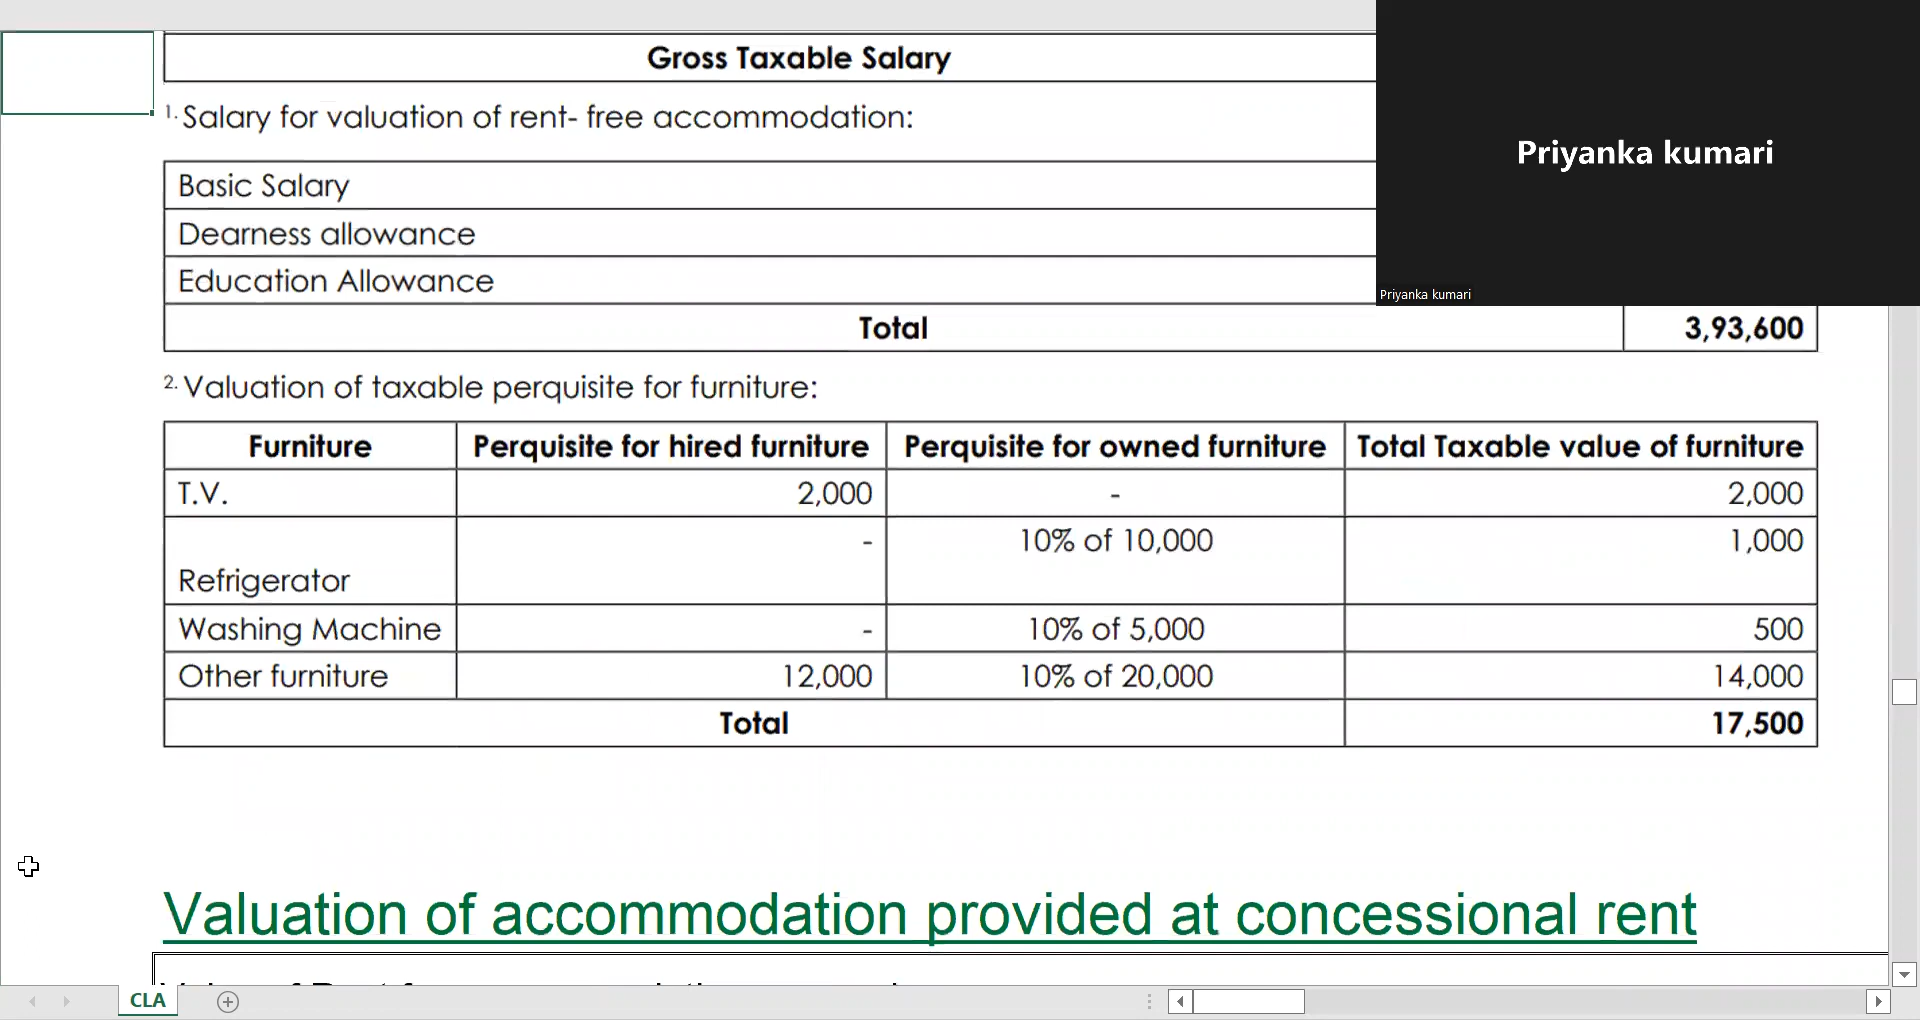 Gross Taxable Salary
Priyanka kumari
Priyanka kumari
1. Salary for valuation of rent- free accommodation:
Basic Salary
Dearness allowance
Education Allowance
Total 3,93,600
2. Valuation of taxable perquisite for furniture:
Furniture Perquisite for hired furniture Perquisite for owned furniture Total Taxable value of furniture
T.V. 2,000 - 2,000
- 10% of 10,000 1,000
Refrigerator
Washing Machine - 10% of 5,000 500
Other furniture 12,000 10% of 20,000 14,000
Total 17,500
Valuation of accommodation provided at concessional rent
CLA